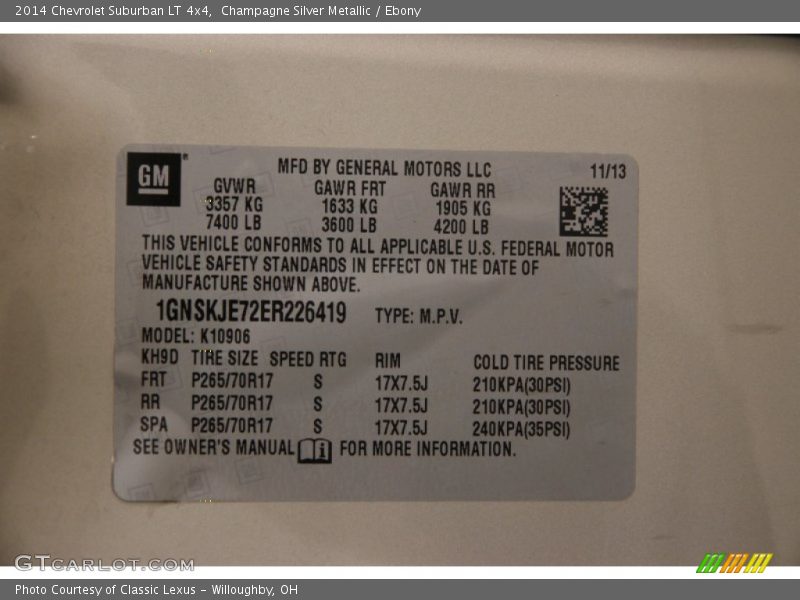 2014 Chevrolet Suburban LT 4x4,  Champagne Silver Metallic / Ebony
GM
MFD BY GENERAL MOTORS LLC 11/13
GVWR GAWR FRT GAWR RR
3357 KG 1633 KG 1905 KG
7400 LB 3600 LB 4200 LB
THIS VEHICLE CONFORMS TO ALL APPLICABLE U.S. FEDERAL MOTOR
VEHICLE SAFETY STANDARDS IN EFFECT ON THE DATE OF
MANUFACTURE SHOWN ABOVE.
1GNSKJE72ER226419 TYPE: M.P.V.
MODEL: K10906
KH9D TIRE SIZE SPEED RTG RIM COLD TIRE PRESSURE
FRT P265/70R17 S 17X7.5J 210KPA(30PSI)
RR P265/70R17 S 17X7.5J 210KPA(30PSI)
SPA P265/70R17 S 17X7.5J 240KPA(35PSI)
SEE OWNER'S MANUAL i FOR MORE INFORMATION.
GTCARLOT.COM
Photo Courtesy of Classic Lexus - Willoughby, OH